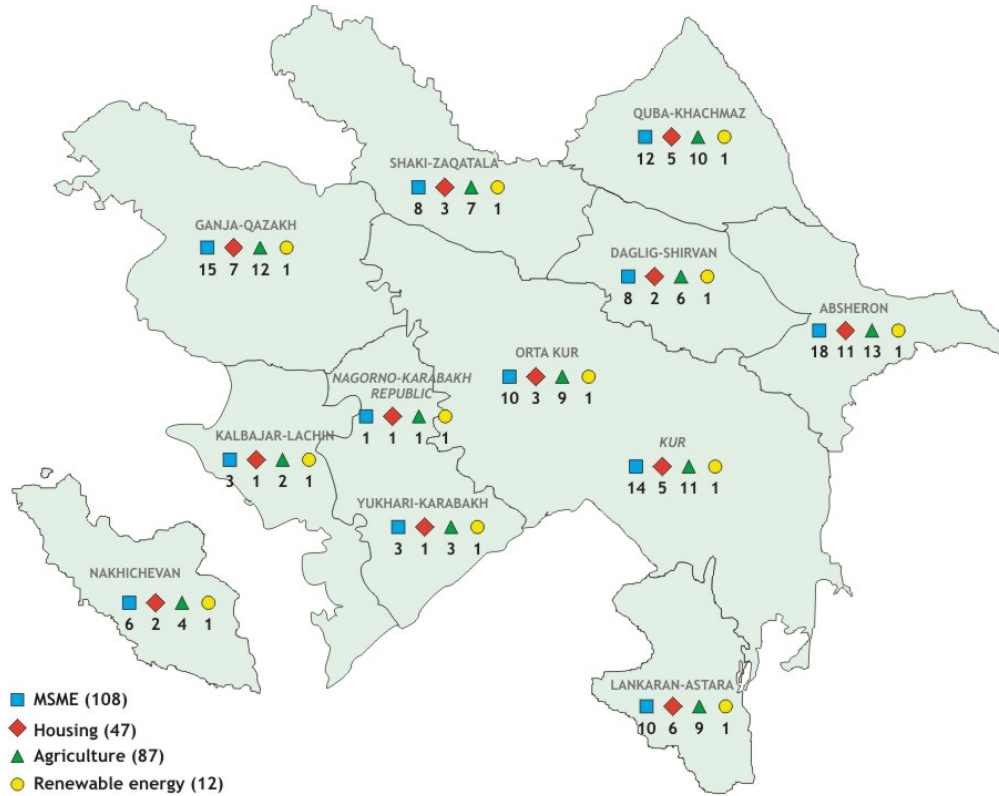 QUBA-KHACHMAZ
12 5 10 1
SHAKI-ZAQATALA
8 3 7 1
GANJA-QAZAKH
15 7 12 1
DAGLIG-SHIRVAN
8 2 6 1
ABSHERON
18 11 13 1
ORTA KUR
10 3 9 1
NAGORNO-KARABAKH
REPUBLIC
1 1 1 1
KALBAJAR-LACHIN
3 1 2 1
KUR
14 5 11 1
YUKHARI-KARABAKH
3 1 3 1
NAKHICHEVAN
6 2 4 1
LANKARAN-ASTARA
10 6 9 1
MSME (108)
Housing (47)
Agriculture (87)
Renewable energy (12)